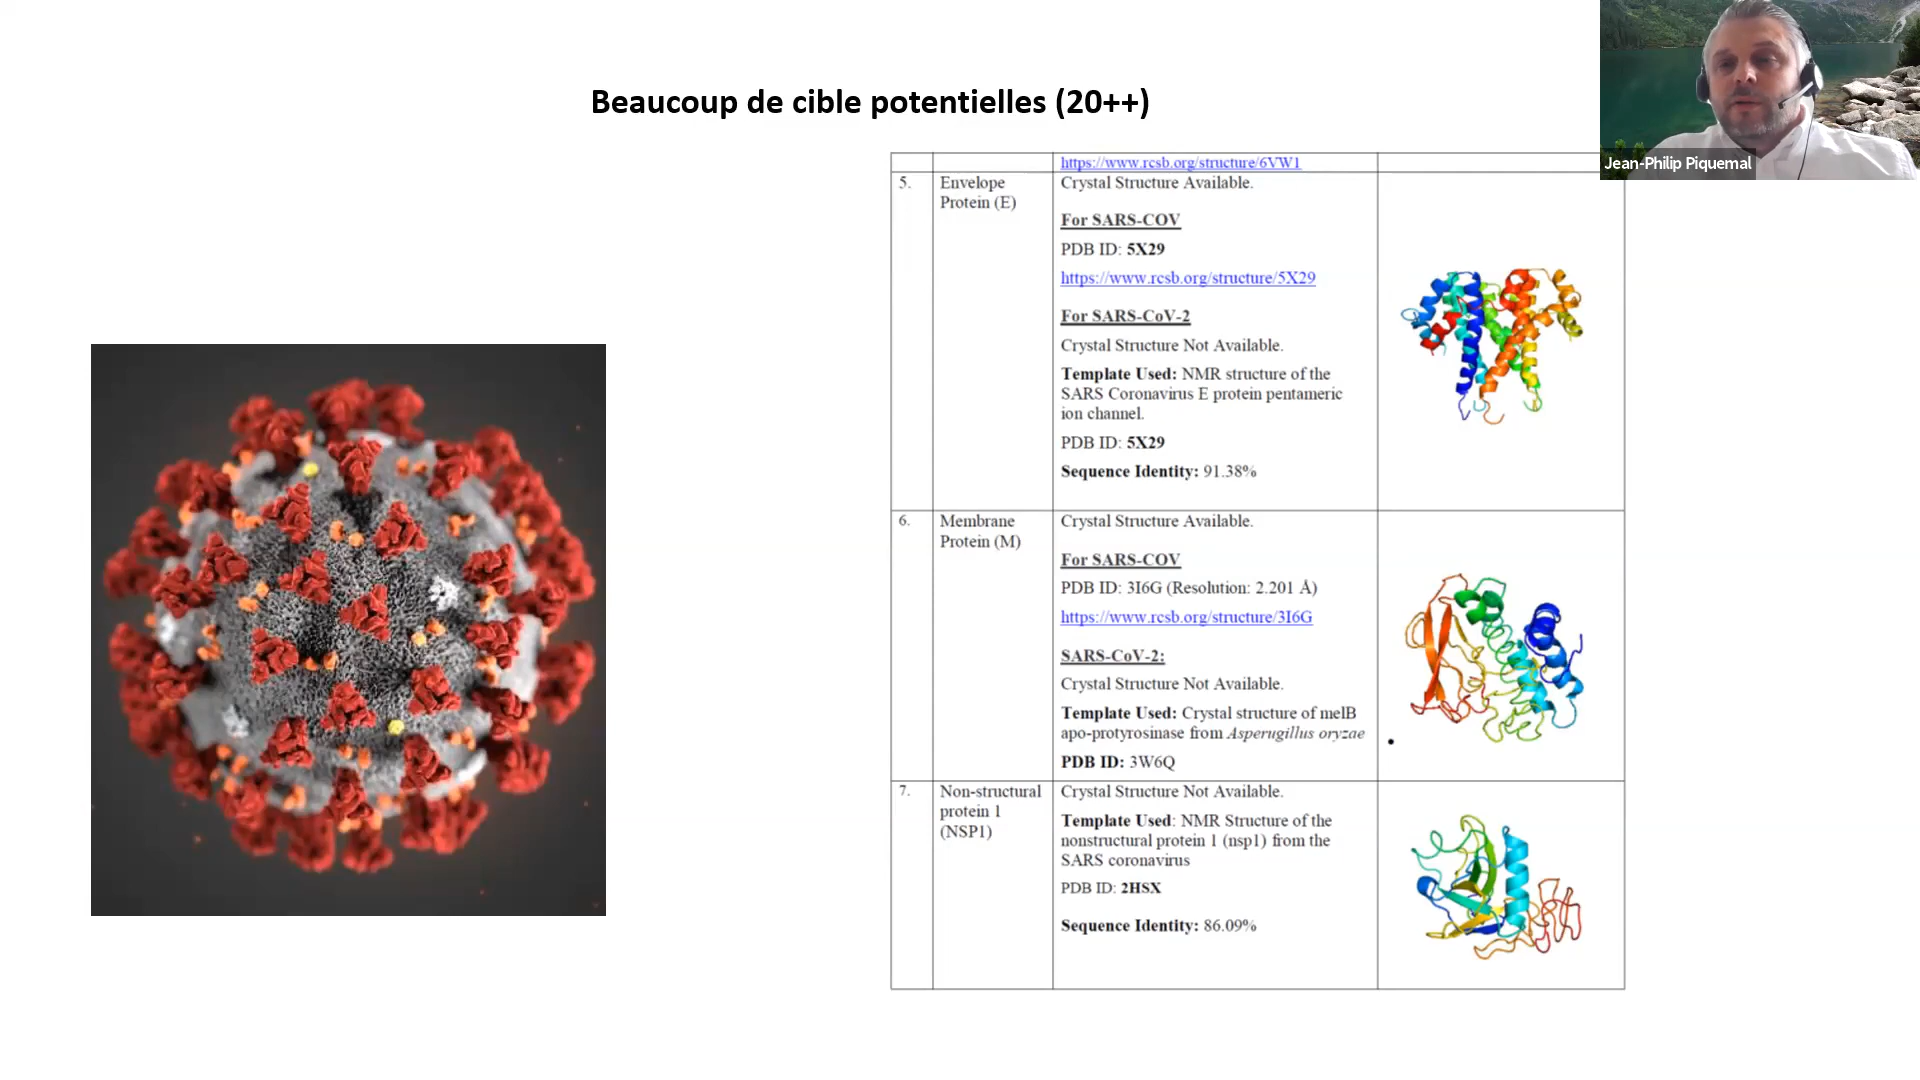 Beaucoup de cible potentielles (20++)
Jean-Philip Piquemal
https://www.rcsb.org/structure/6VW1
5.
Envelope
Protein (E)
Crystal Structure Available.
For SARS-COV
PDB ID: 5X29
https://www.rcsb.org/structure/5X29
For SARS-CoV-2
Crystal Structure Not Available.
Template Used: NMR structure of the
SARS Coronavirus E protein pentameric
ion channel.
PDB ID: 5X29
Sequence Identity: 91.38%
6.
Membrane
Protein (M)
Crystal Structure Available.
For SARS-COV
PDB ID: 3I6G (Resolution: 2.201 Å)
https://www.rcsb.org/structure/3I6G
SARS-CoV-2:
Crystal Structure Not Available.
Template Used: Crystal structure of melB
apo-protyrosinase from Asperugillus oryzae
PDB ID: 3W6Q
7.
Non-structural
protein 1
(NSP1)
Crystal Structure Not Available.
Template Used: NMR Structure of the
nonstructural protein 1 (nsp1) from the
SARS coronavirus
PDB ID: 2HSX
Sequence Identity: 86.09%